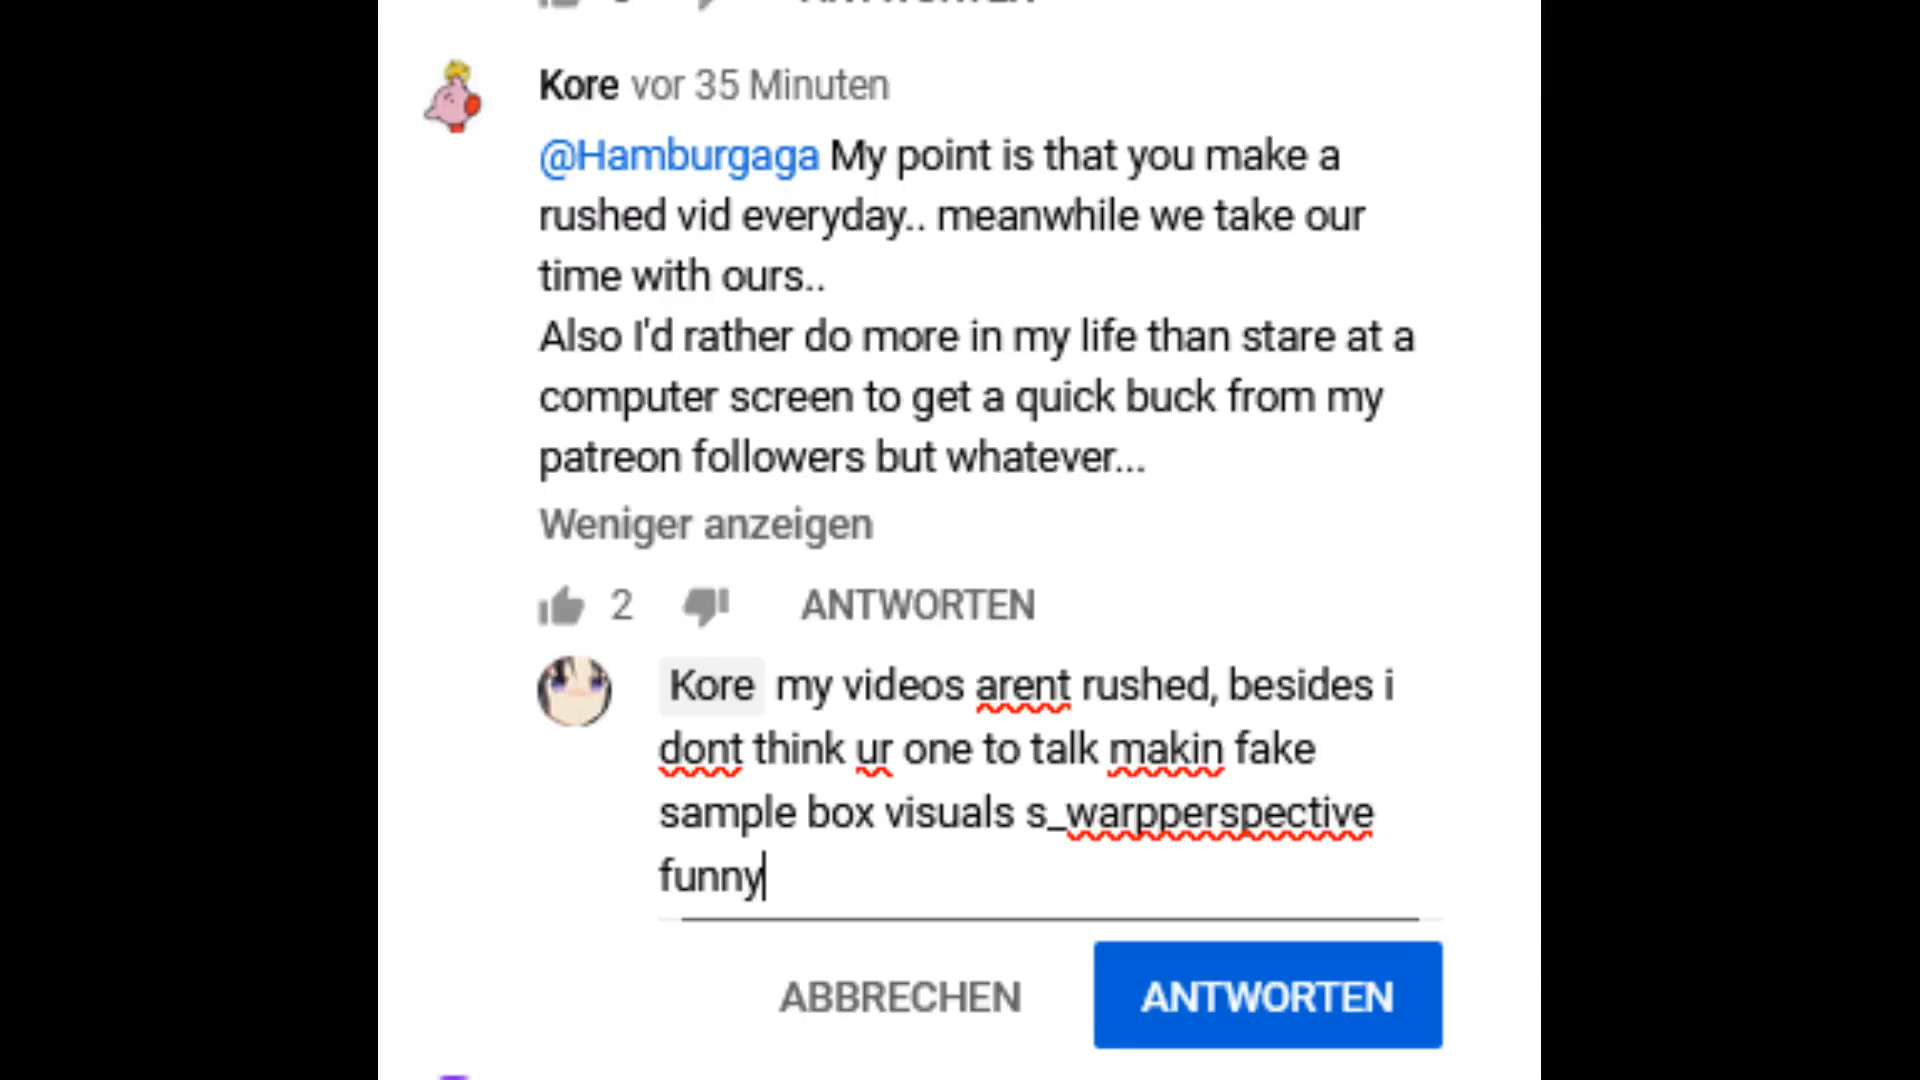 Kore vor 35 Minuten
@Hamburgaga My point is that you make a
rushed vid everyday.. meanwhile we take our
time with ours..
Also I'd rather do more in my life than stare at a
computer screen to get a quick buck from my
patreon followers but whatever...
Weniger anzeigen
2 ANTWORTEN
Kore my videos arent rushed, besides i
dont think ur one to talk makin fake
sample box visuals s_warpperspective
funny
ABBRECHEN ANTWORTEN